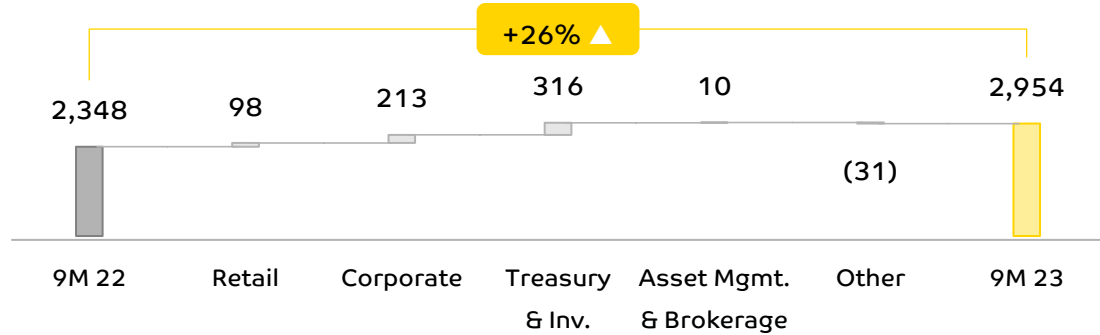 +26%
2,348 98 213 316 10 2,954
(31)
9M 22 Retail Corporate Treasury Asset Mgmt. Other 9M 23
& Inv. & Brokerage